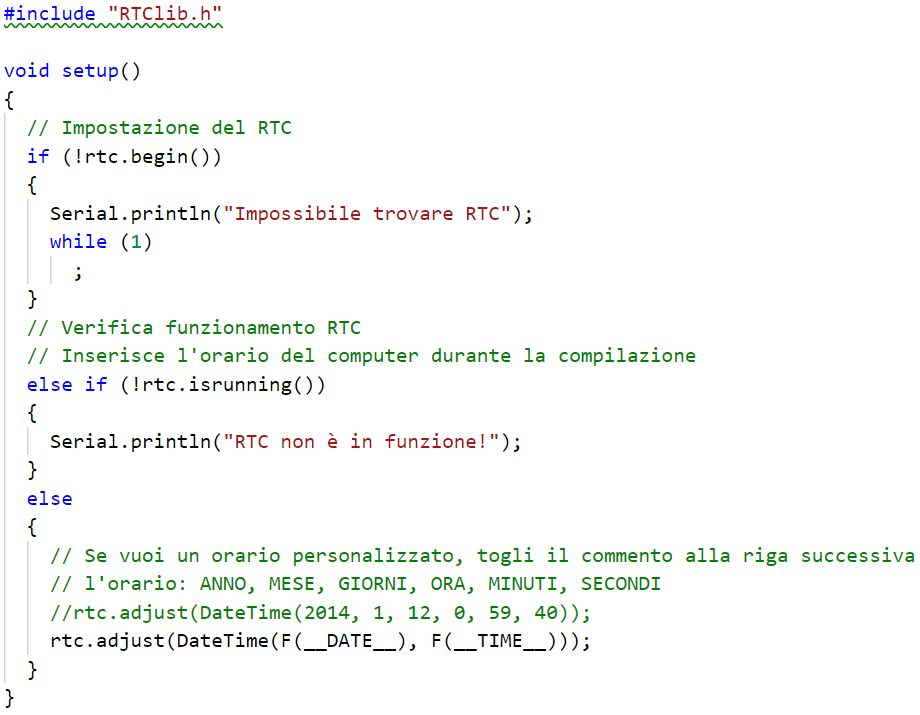 #include "RTClib.h"
void setup()
{
// Impostazione del RTC
if (!rtc.begin())
{
Serial.println("Impossibile trovare RTC");
while (1)
;
}
// Verifica funzionamento RTC
// Inserisce l'orario del computer durante la compilazione
else if (!rtc.isrunning())
{
Serial.println("RTC non è in funzione!");
}
else
{
// Se vuoi un orario personalizzato, togli il commento alla riga successiva
// l'orario: ANNO, MESE, GIORNI, ORA, MINUTI, SECONDI
//rtc.adjust(DateTime(2014, 1, 12, 0, 59, 40));
rtc.adjust(DateTime(F(__DATE__), F(__TIME__)));
}
}